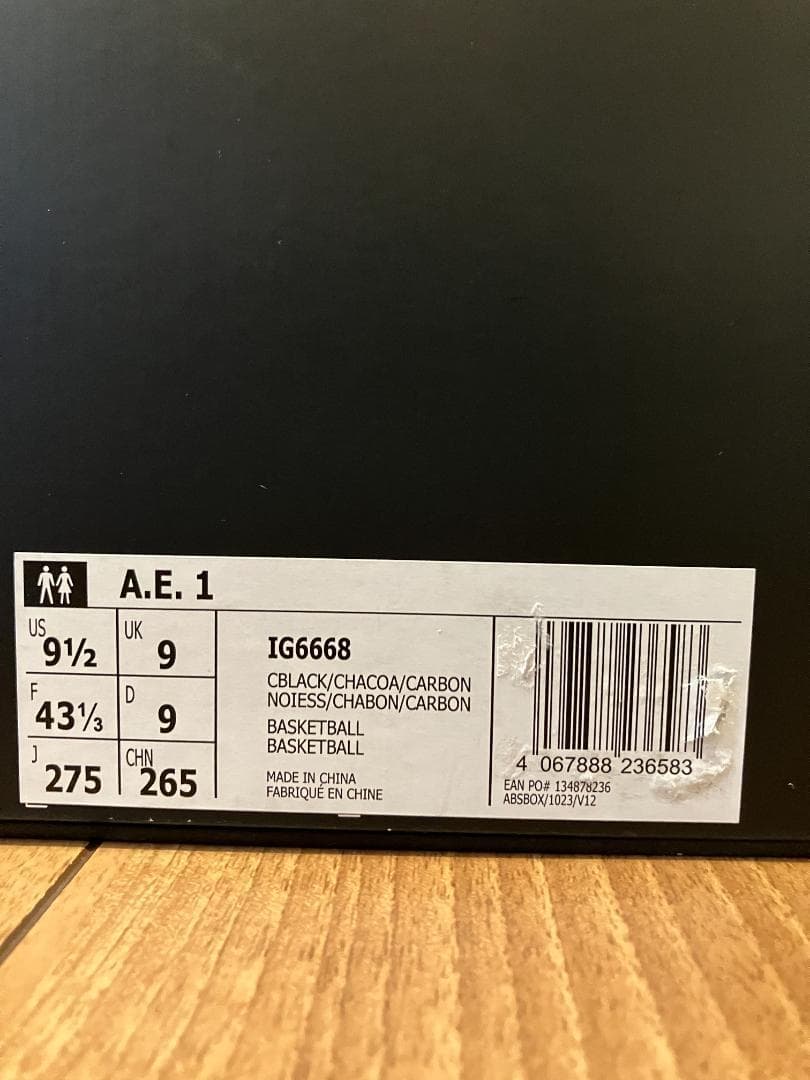 A.E. 1
US 9½ UK 9
F 43⅓ D 9
J 275 CHN 265
IG6668
CBLACK/CHACOA/CARBON
NOIESS/CHABON/CARBON
BASKETBALL
BASKETBALL
MADE IN CHINA
FABRIQUÉ EN CHINE
4 067888 236583
EAN PO# 134878236
ABSBOX/1023/V12